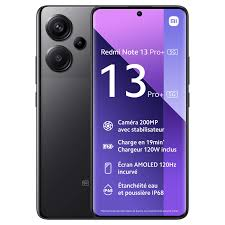 Redmi Note 13 Pro+ 5G
13 Pro+
Caméra 200MP
avec stabilisateur
Charge en 19min*
Chargeur 120W inclus
Écran AMOLED 120Hz
incurvé
Étanchéité eau
et poussière IP68